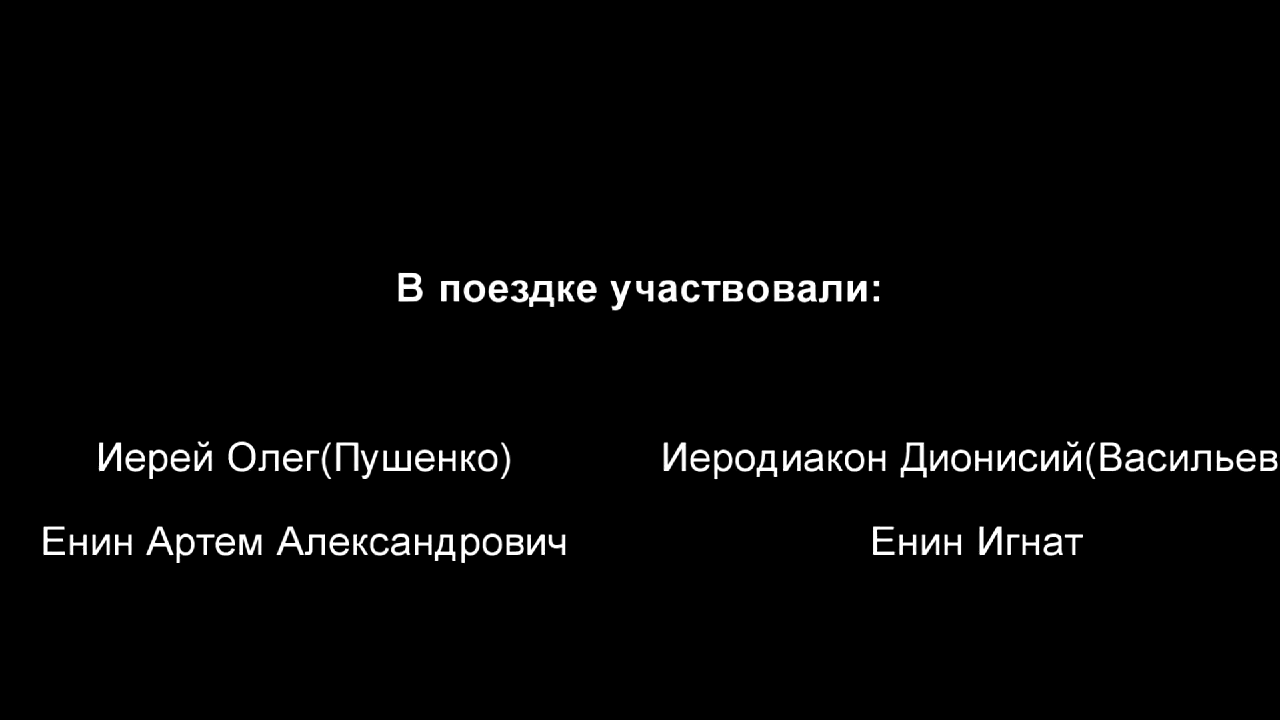 В поездке участвовали:
Иерей Олег(Пушенко) Иеродиакон Дионисий(Васильев
Енин Артем Александрович Енин Игнат